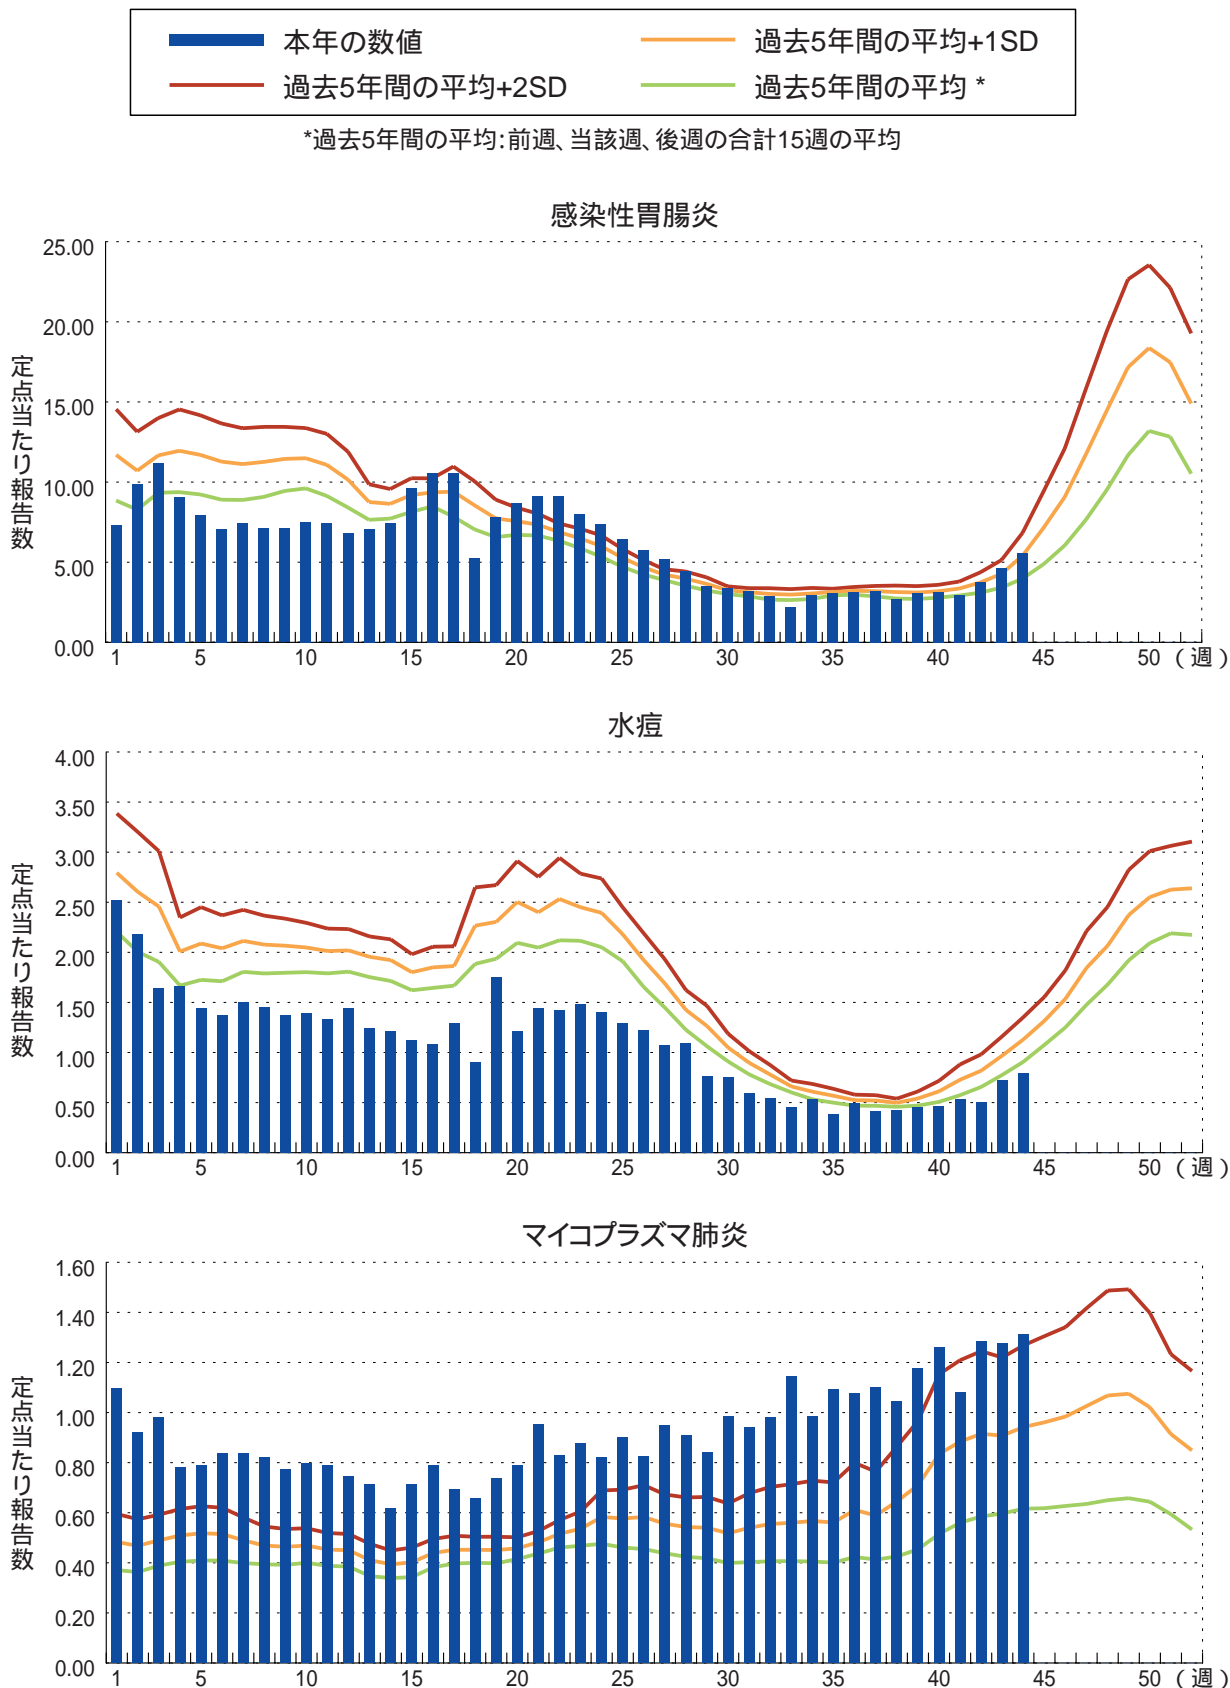 本年の数値
過去5年間の平均+1SD
過去5年間の平均+2SD
過去5年間の平均 *
*過去5年間の平均:前週、当該週、後週の合計15週の平均
感染性胃腸炎
定点当たり報告数
25.00
20.00
15.00
10.00
5.00
0.00
1 5 10 15 20 25 30 35 40 45 50 (週)
水痘
定点当たり報告数
4.00
3.50
3.00
2.50
2.00
1.50
1.00
0.50
0.00
1 5 10 15 20 25 30 35 40 45 50 (週)
マイコプラズマ肺炎
定点当たり報告数
1.60
1.40
1.20
1.00
0.80
0.60
0.40
0.20
0.00
1 5 10 15 20 25 30 35 40 45 50 (週)